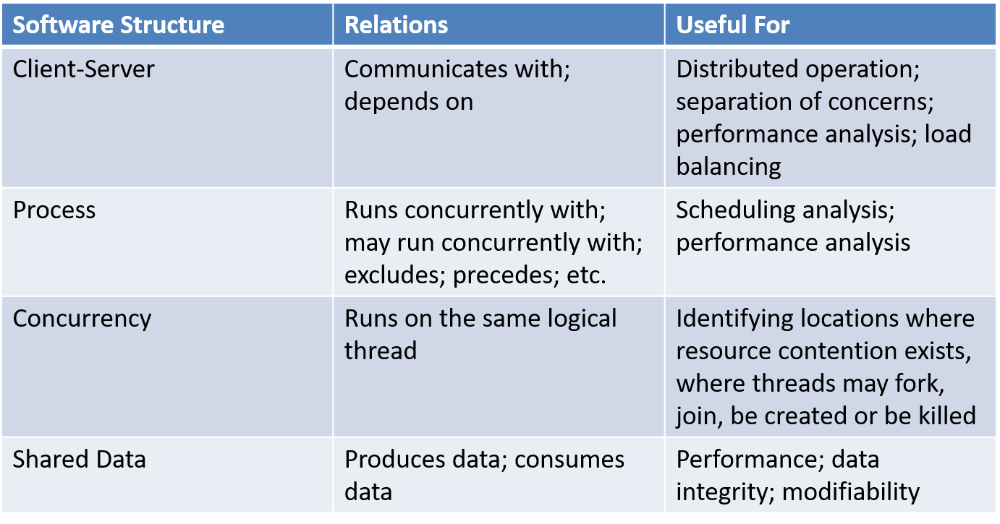 Software Structure
Relations
Useful For
Client-Server
Communicates with;
depends on
Distributed operation;
separation of concerns;
performance analysis; load
balancing
Process
Runs concurrently with;
may run concurrently with;
excludes; precedes; etc.
Scheduling analysis;
performance analysis
Concurrency
Runs on the same logical
thread
Identifying locations where
resource contention exists,
where threads may fork,
join, be created or be killed
Shared Data
Produces data; consumes
data
Performance; data
integrity; modifiability